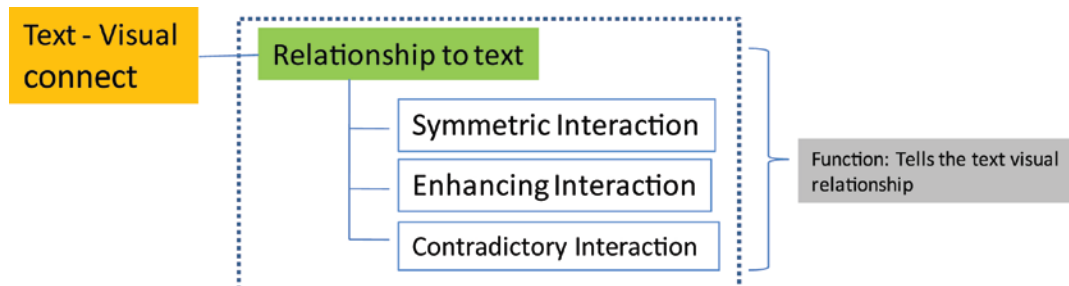 Text - Visual
connect
Relationship to text
Symmetric Interaction
Enhancing Interaction
Contradictory Interaction
Function: Tells the text visual
relationship